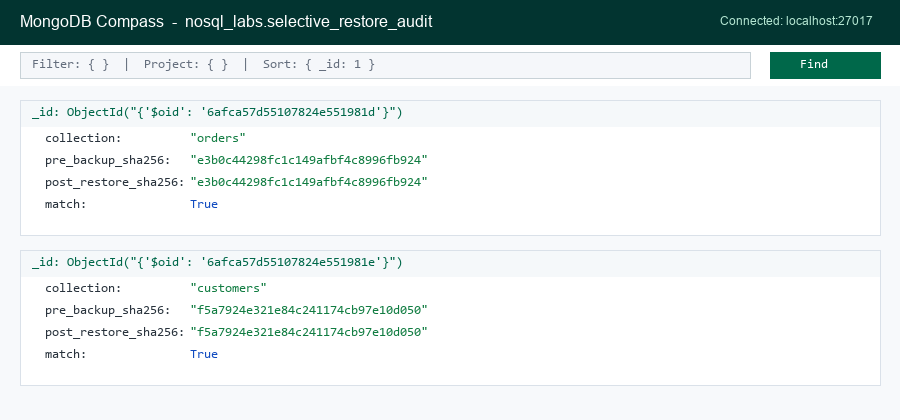 MongoDB Compass - nosql_labs.selective_restore_audit
Connected: localhost:27017
Filter: { } | Project: { } | Sort: { _id: 1 }
Find
_id: ObjectId("{'$oid': '6afca57d55107824e551981d'}")
collection: "orders"
pre_backup_sha256: "e3b0c44298fc1c149afbf4c8996fb924"
post_restore_sha256: "e3b0c44298fc1c149afbf4c8996fb924"
match: True
_id: ObjectId("{'$oid': '6afca57d55107824e551981e'}")
collection: "customers"
pre_backup_sha256: "f5a7924e321e84c241174cb97e10d050"
post_restore_sha256: "f5a7924e321e84c241174cb97e10d050"
match: True